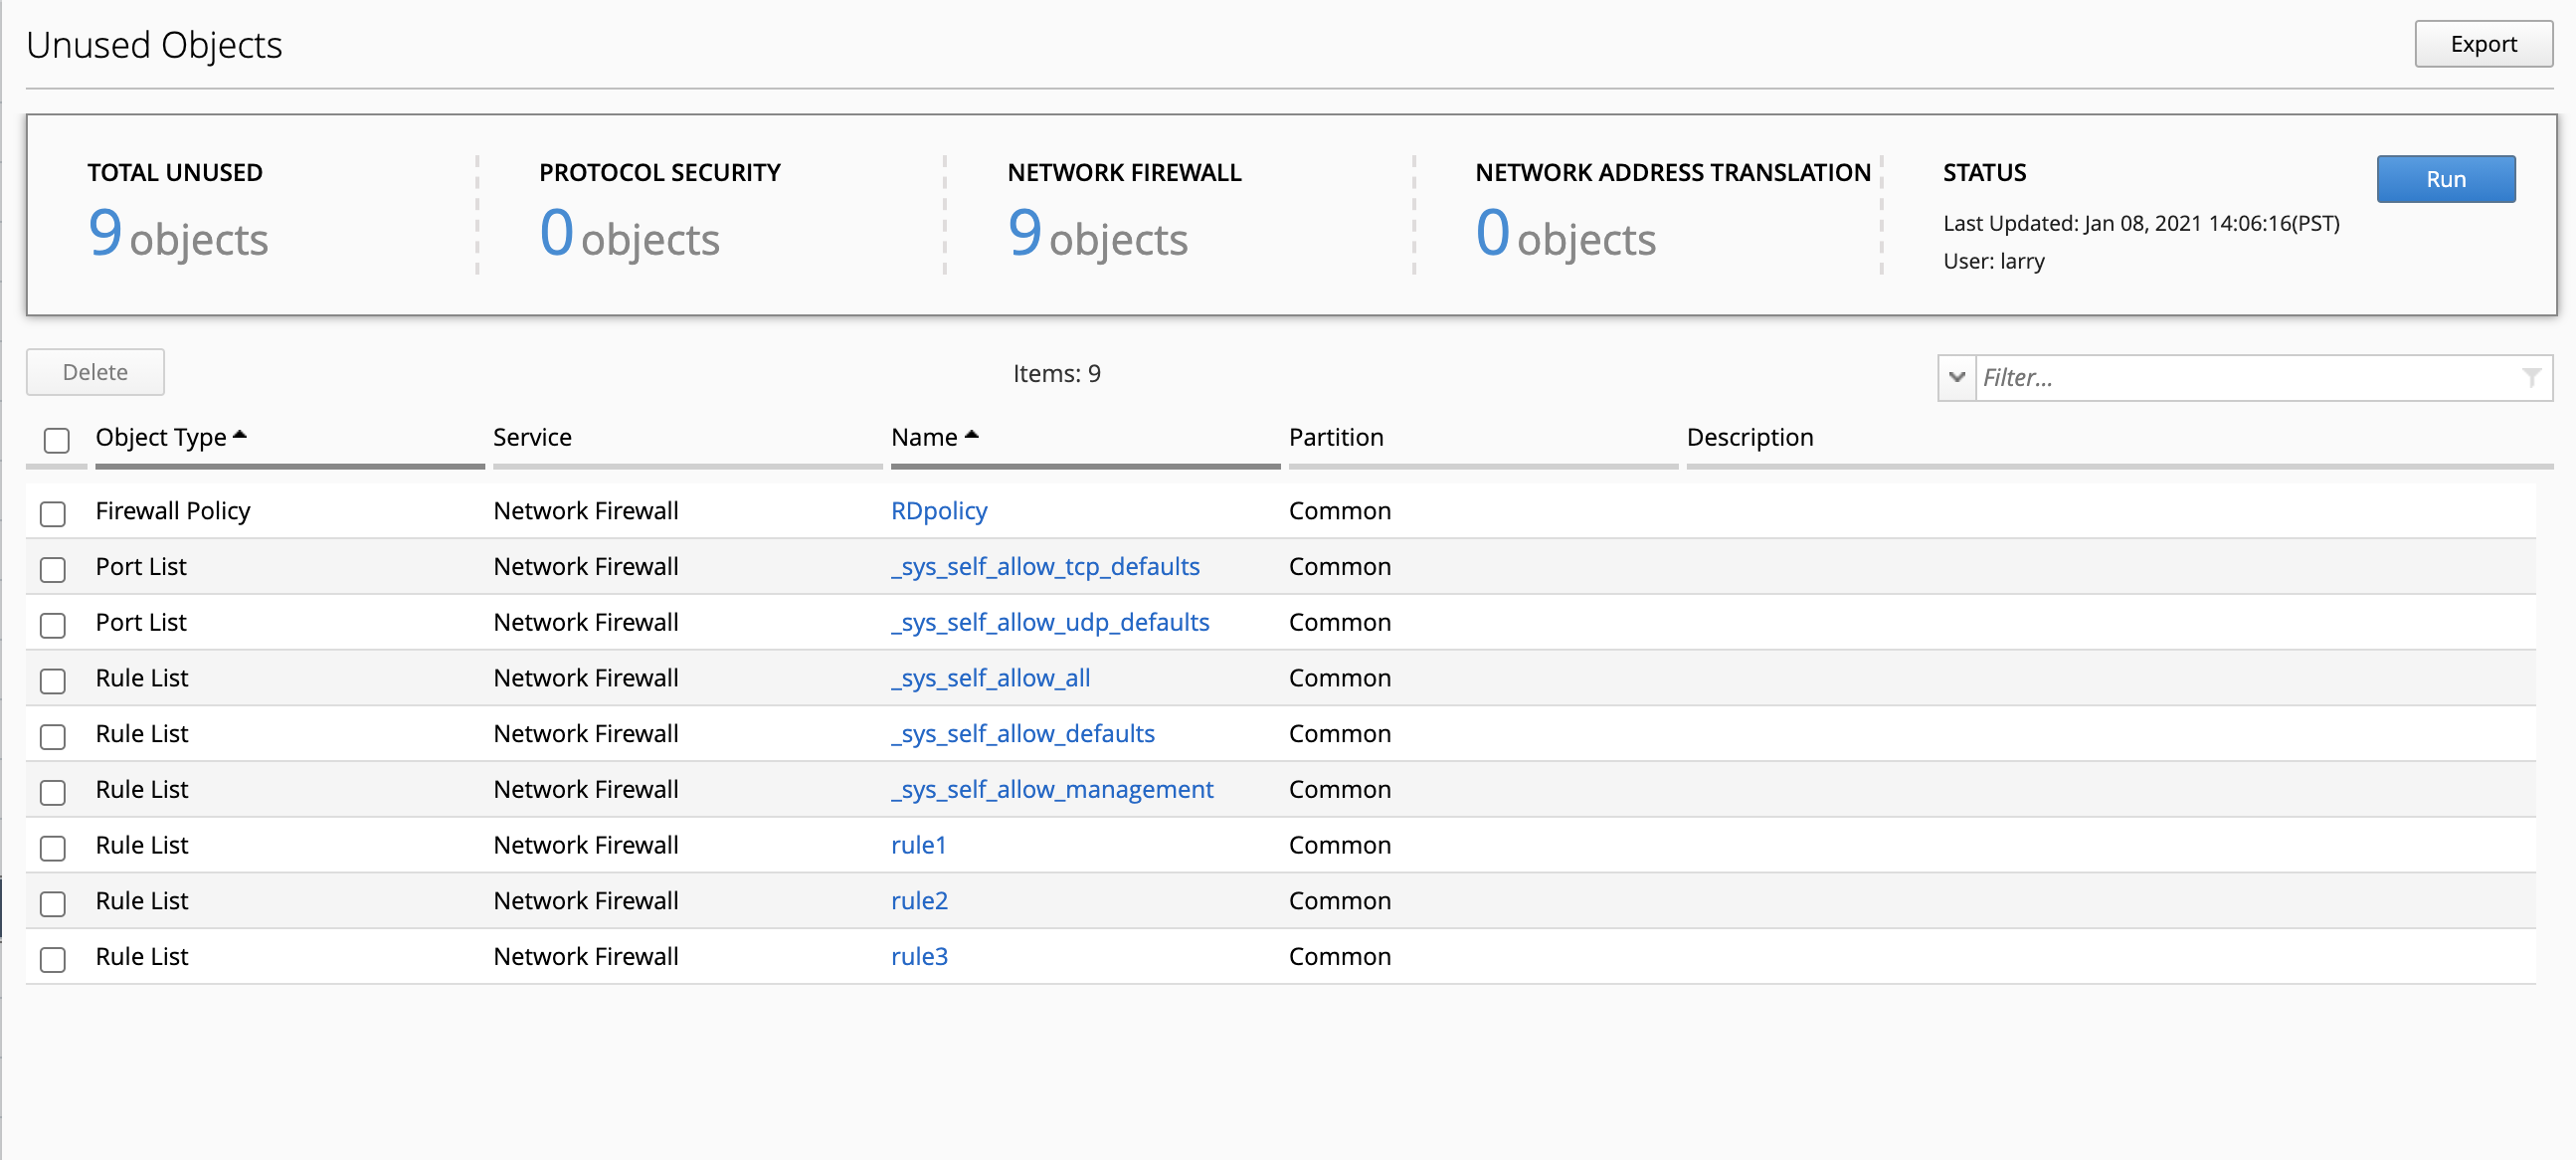 Unused Objects
Export
TOTAL UNUSED
9 objects
PROTOCOL SECURITY
0 objects
NETWORK FIREWALL
9 objects
NETWORK ADDRESS TRANSLATION
0 objects
STATUS
Last Updated: Jan 08, 2021 14:06:16(PST)
User: larry
Run
Delete
Items: 9
Filter...
Object Type Service Name Partition Description
Firewall Policy Network Firewall RDpolicy Common
Port List Network Firewall _sys_self_allow_tcp_defaults Common
Port List Network Firewall _sys_self_allow_udp_defaults Common
Rule List Network Firewall _sys_self_allow_all Common
Rule List Network Firewall _sys_self_allow_defaults Common
Rule List Network Firewall _sys_self_allow_management Common
Rule List Network Firewall rule1 Common
Rule List Network Firewall rule2 Common
Rule List Network Firewall rule3 Common